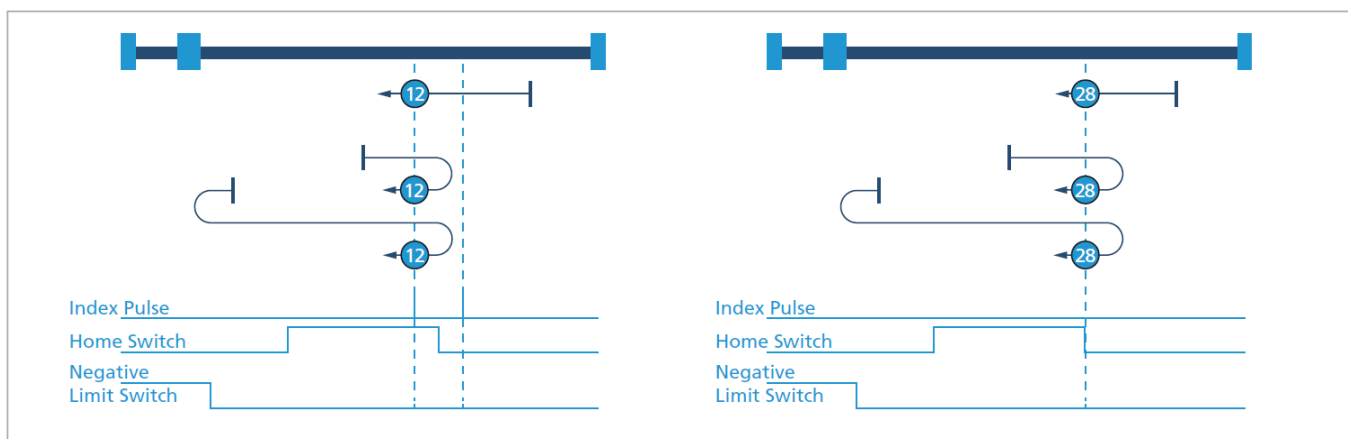 12
12
12
Index Pulse
Home Switch
Negative
Limit Switch
28
28
28
Index Pulse
Home Switch
Negative
Limit Switch